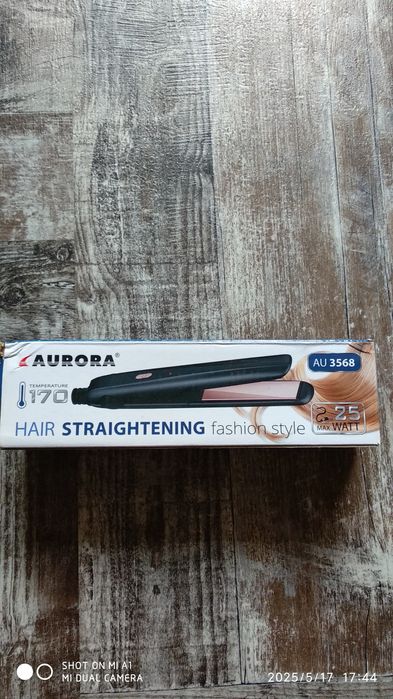 AURORA®
AU 3568
TEMPERATURE
170
HAIR STRAIGHTENING fashion style
25
MAX WATT
SHOT ON MI A1
MI DUAL CAMERA
2025/5/17 17:44